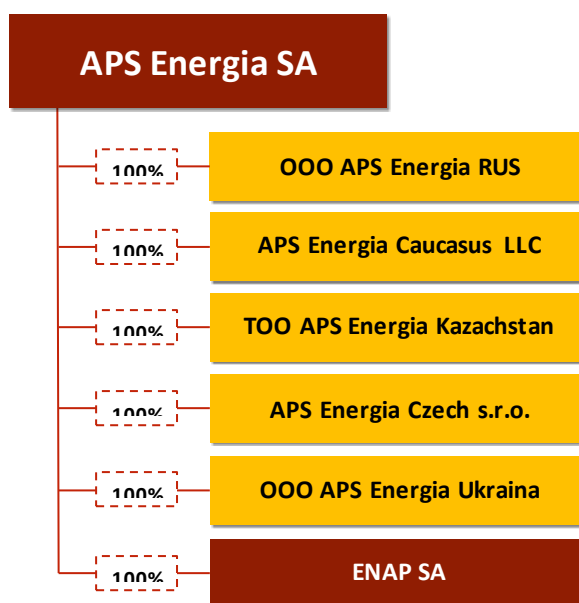 APS Energia SA
100%
OOO APS Energia RUS
100%
APS Energia Caucasus LLC
100%
TOO APS Energia Kazachstan
100%
APS Energia Czech s.r.o.
100%
OOO APS Energia Ukraina
100%
ENAP SA